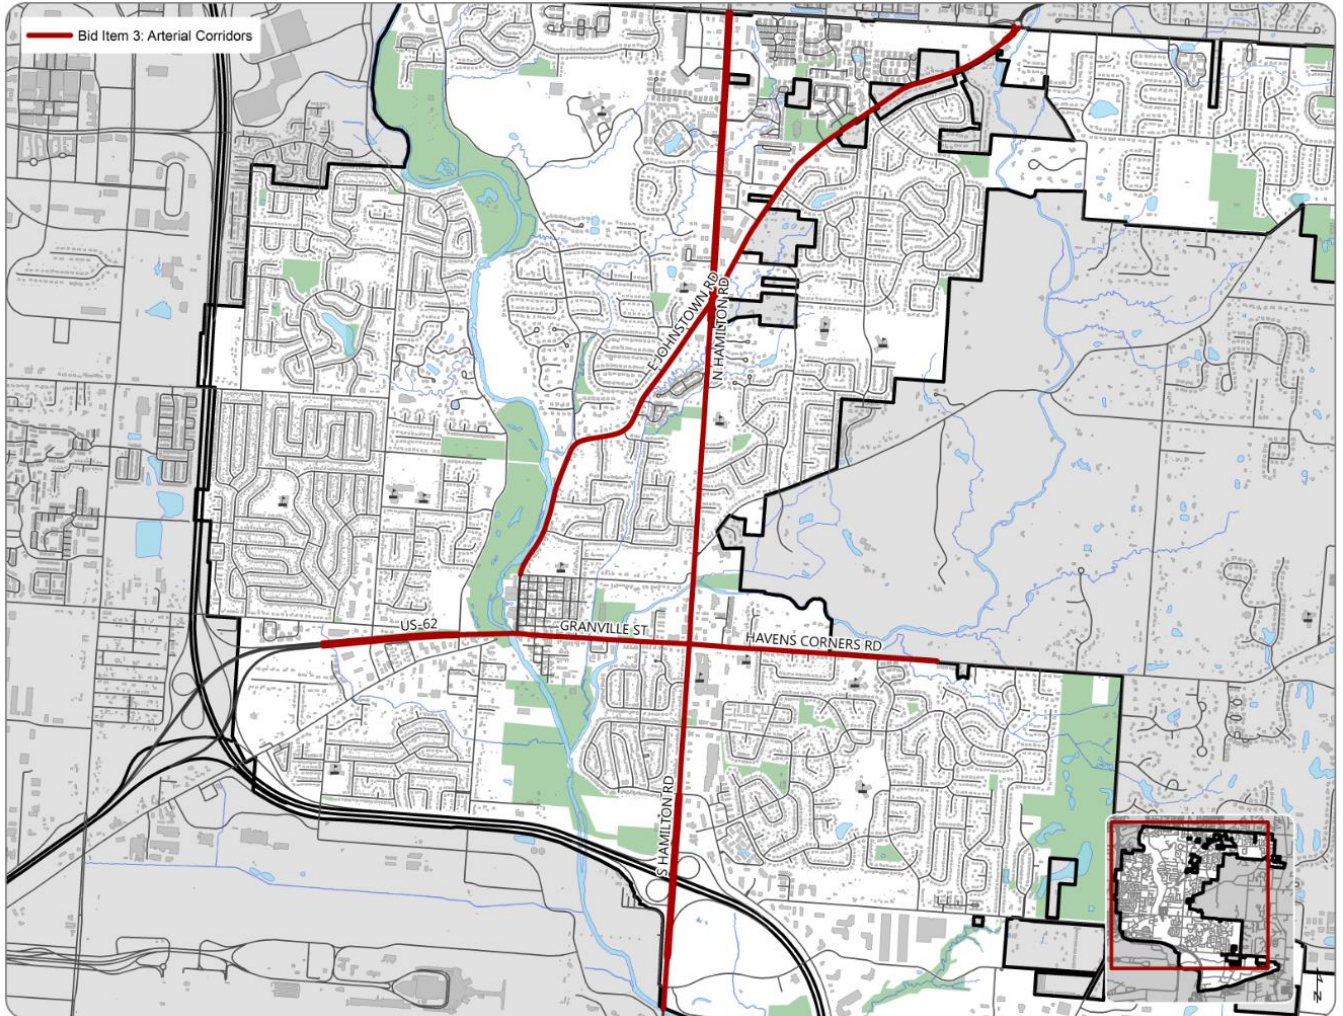 Bid Item 3: Arterial Corridors
E JOHNSTOWN RD
N HAMILTON RD
US-62
GRANVILLE ST
HAVENS CORNERS RD
S HAMILTON RD
N